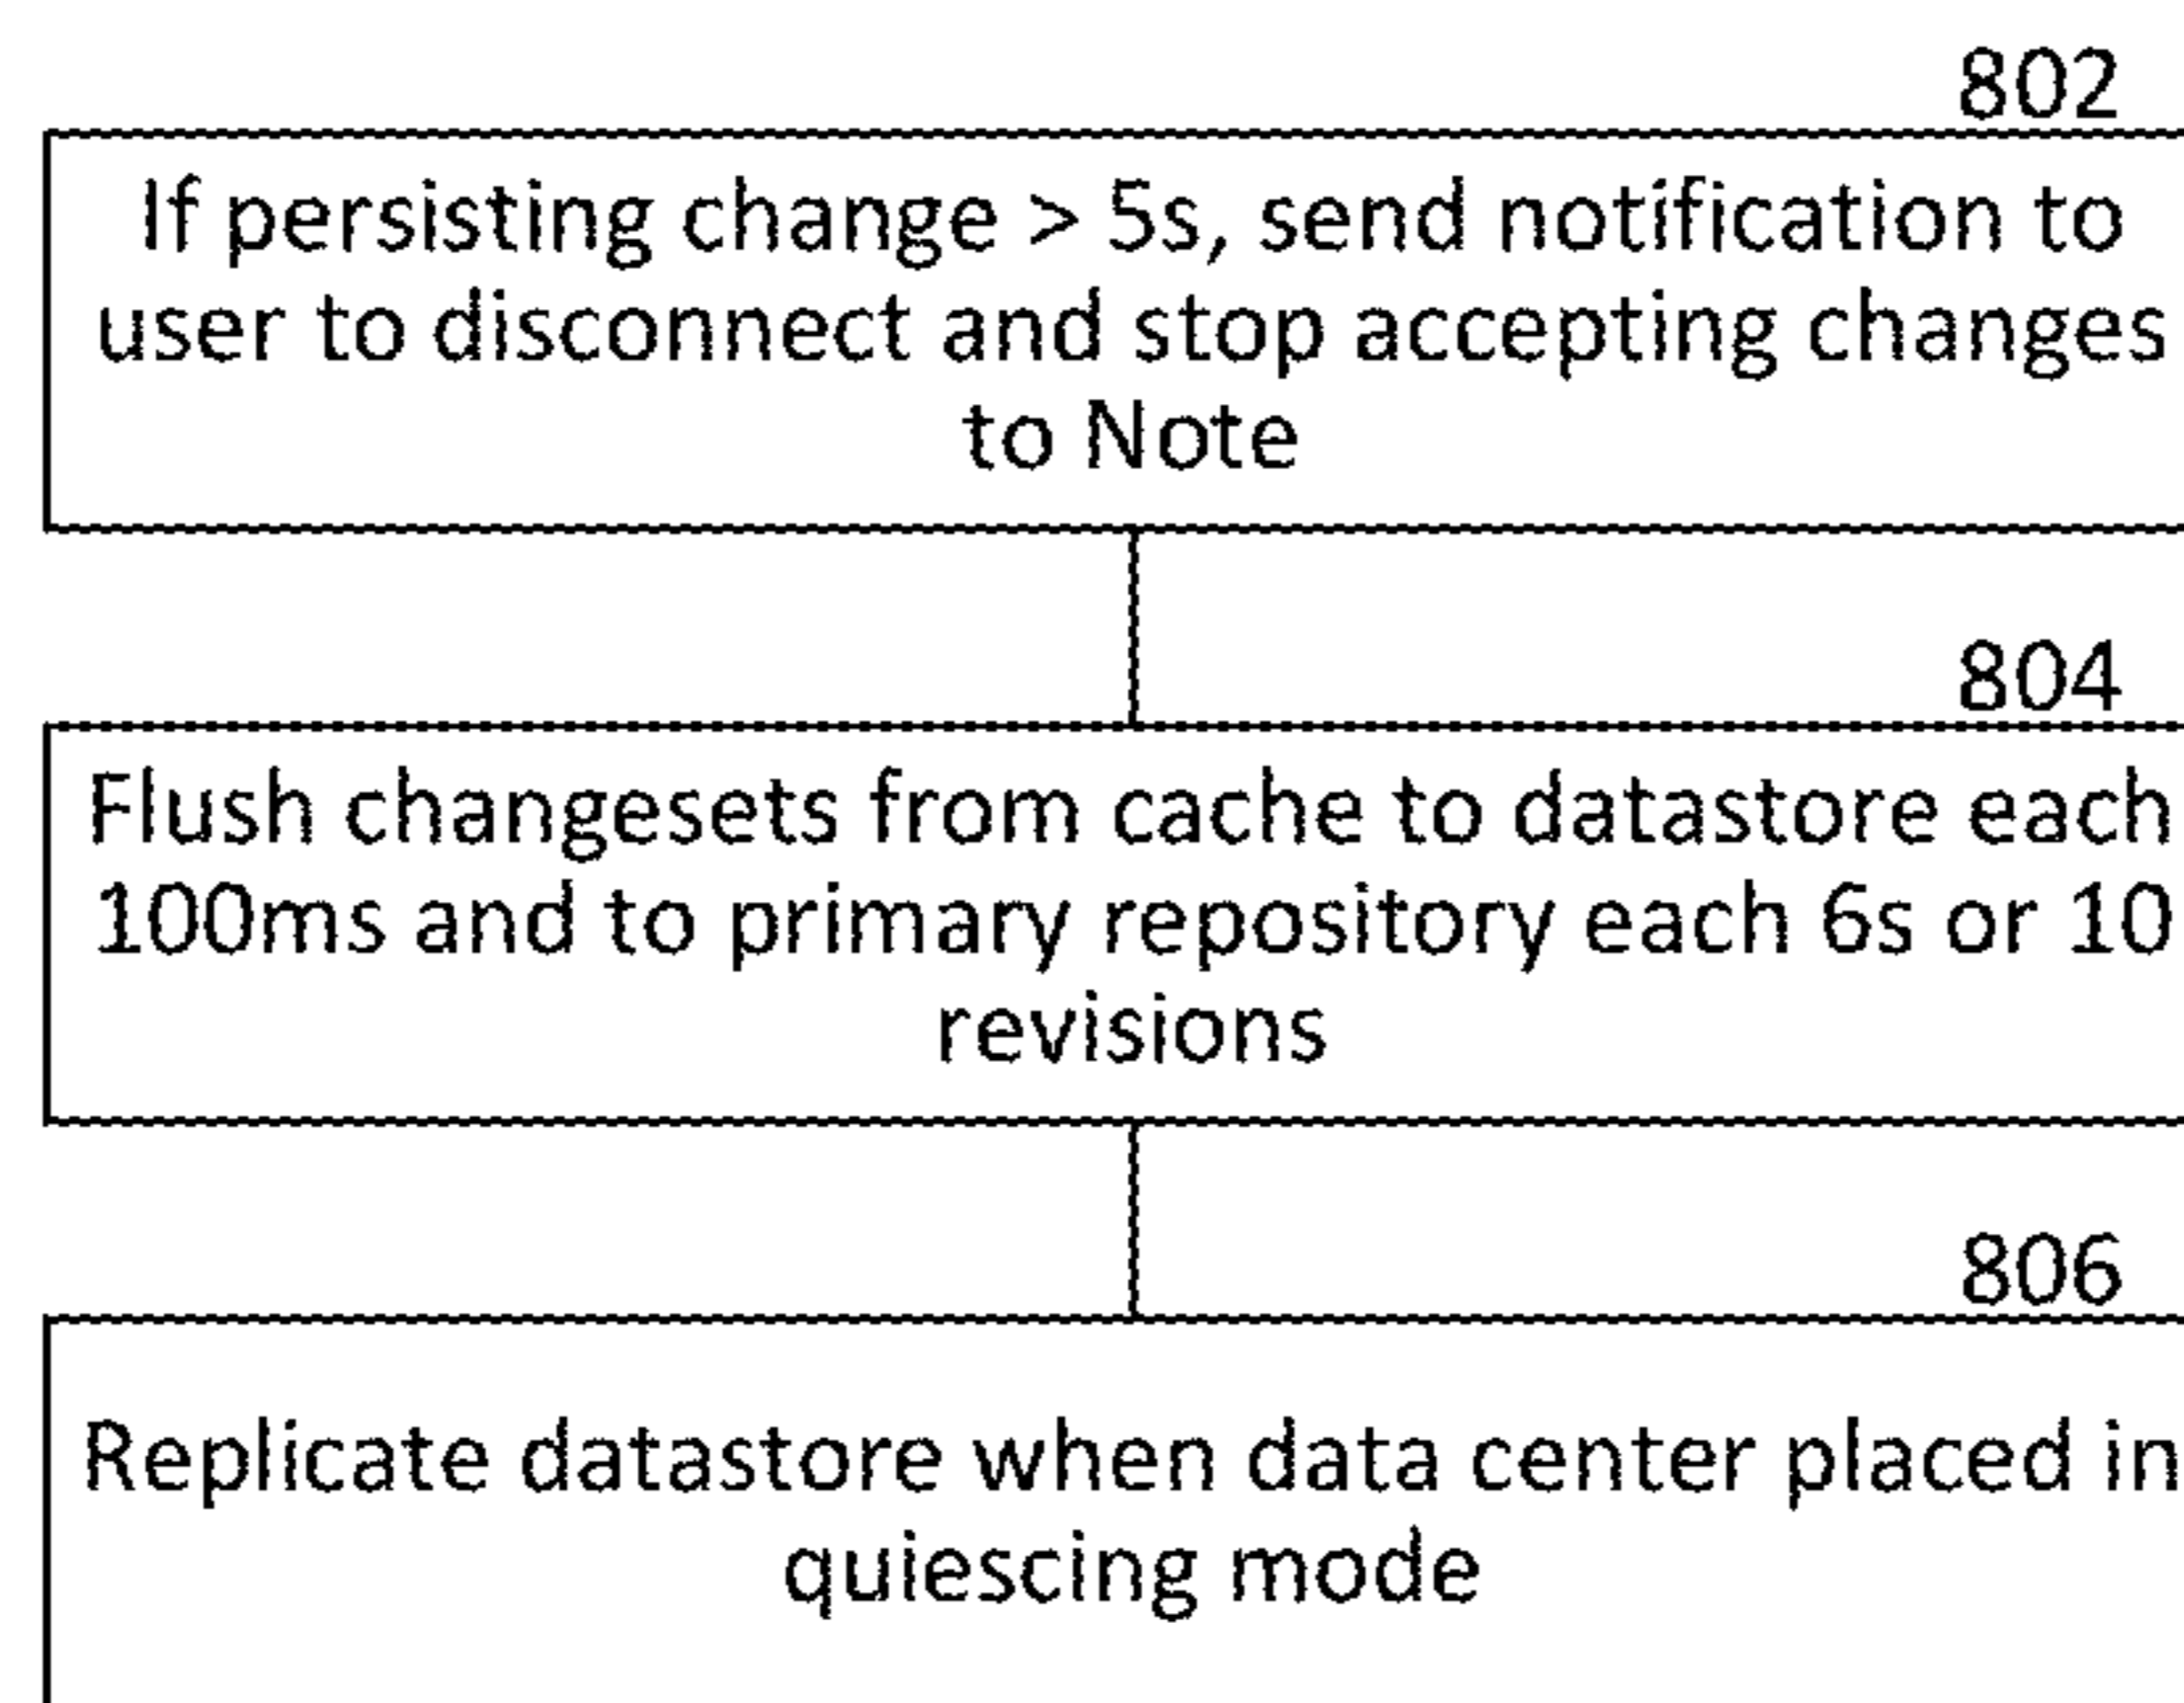 802
If persisting change > 5s, send notification to
user to disconnect and stop accepting changes
to Note
804
Flush changesets from cache to datastore each
100ms and to primary repository each 6s or 10
revisions
806
Replicate datastore when data center placed in
quiescing mode